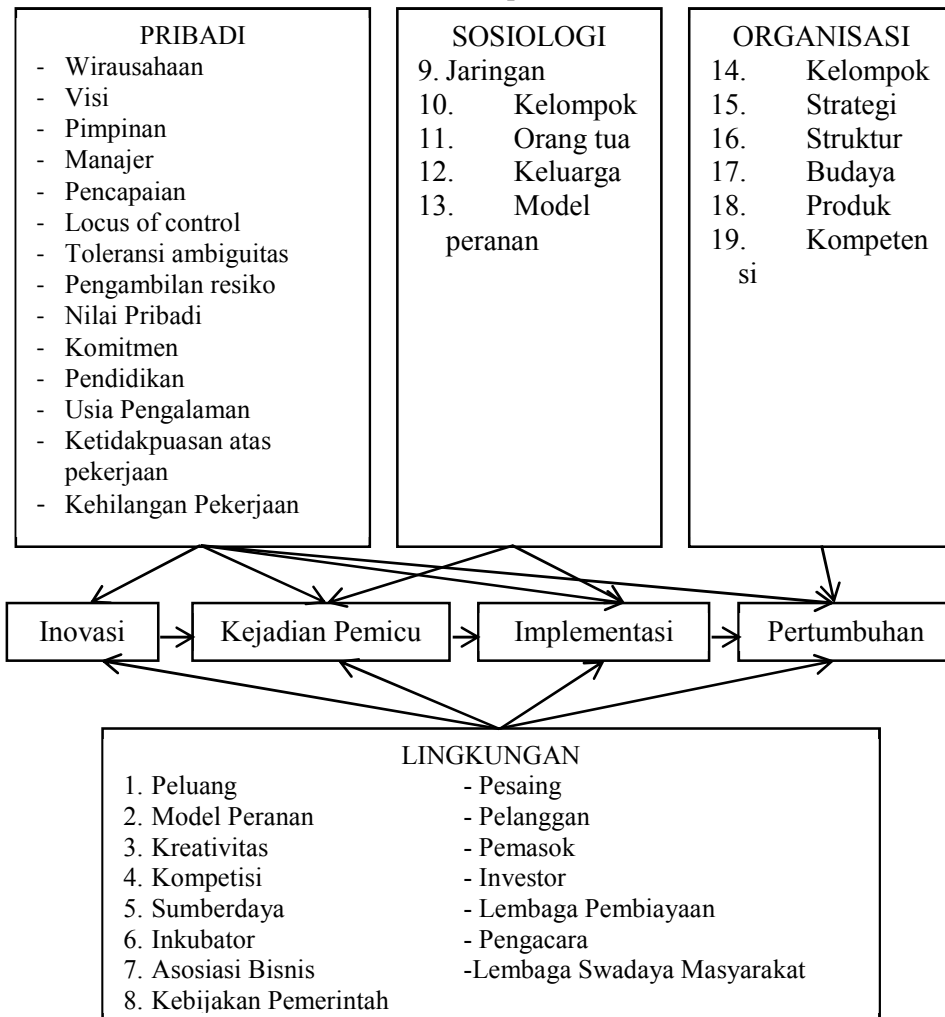 PRIBADI
- Wirausahaan
- Visi
- Pimpinan
- Manajer
- Pencapaian
- Locus of control
- Toleransi ambiguitas
- Pengambilan resiko
- Nilai Pribadi
- Komitmen
- Pendidikan
- Usia Pengalaman
- Ketidakpuasan atas
pekerjaan
- Kehilangan Pekerjaan
SOSIOLOGI
9. Jaringan
10. Kelompok
11. Orang tua
12. Keluarga
13. Model
peranan
ORGANISASI
14. Kelompok
15. Strategi
16. Struktur
17. Budaya
18. Produk
19. Kompeten
si
Inovasi
Kejadian Pemicu
Implementasi
Pertumbuhan
LINGKUNGAN
1. Peluang
2. Model Peranan
3. Kreativitas
4. Kompetisi
5. Sumberdaya
6. Inkubator
7. Asosiasi Bisnis
8. Kebijakan Pemerintah
- Pesaing
- Pelanggan
- Pemasok
- Investor
- Lembaga Pembiayaan
- Pengacara
-Lembaga Swadaya Masyarakat